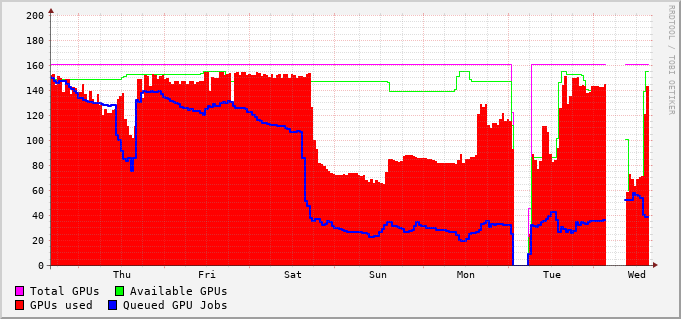 200
180
160
140
120
100
80
60
40
20
0
Thu Fri Sat Sun Mon Tue Wed
Total GPUs Available GPUs
GPUs used Queued GPU Jobs
RRDTOOL / TOBI OETIKER